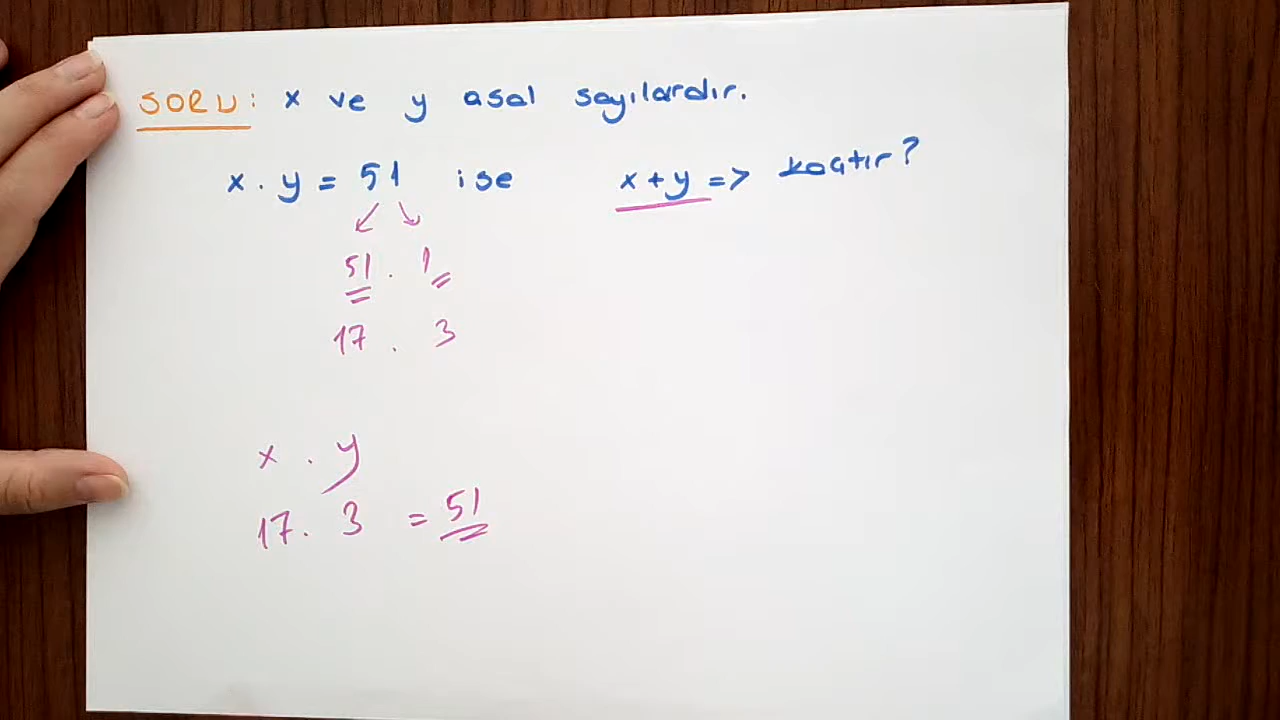 SORU: x ve y asal sayılardır.
x . y = 51 ise x + y => kaçtır?
51 . 1
17 . 3
x . y
17 . 3 = 51